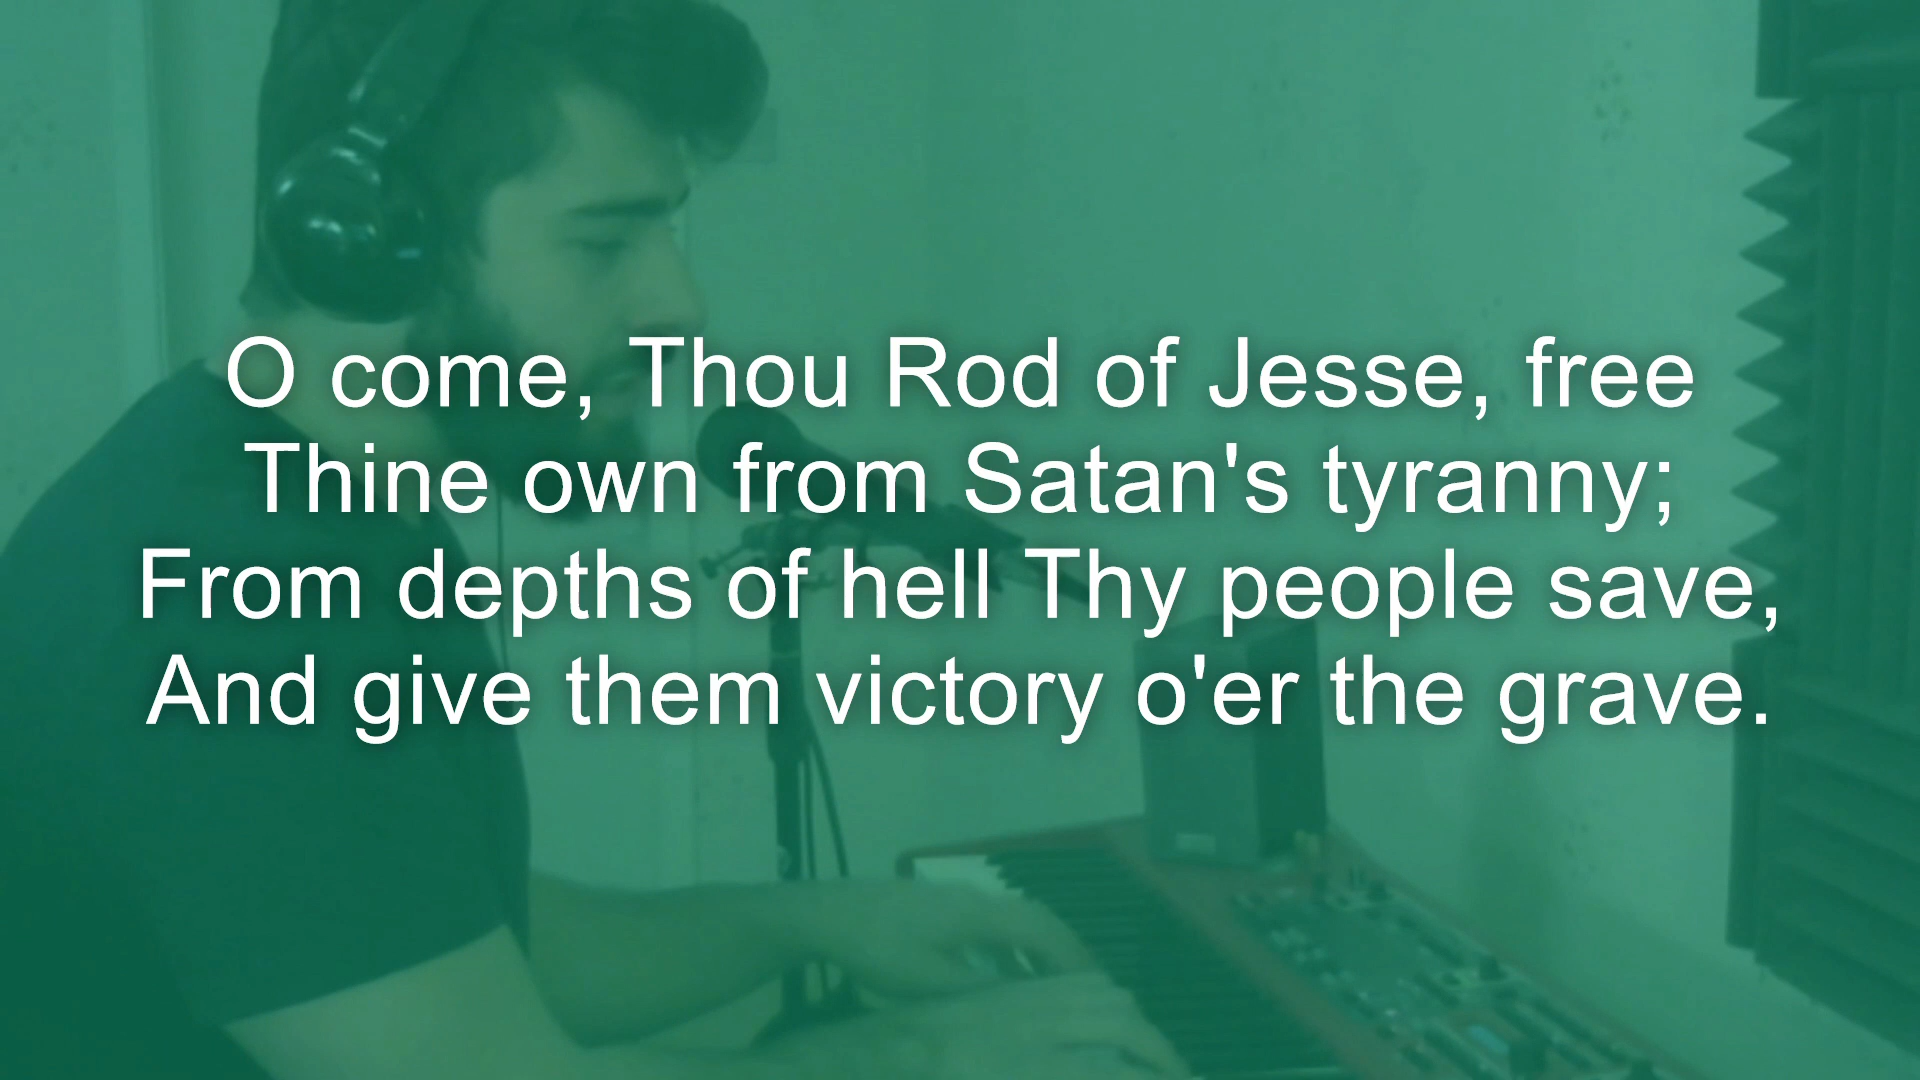 O come, Thou Rod of Jesse, free
Thine own from Satan's tyranny;
From depths of hell Thy people save,
And give them victory o'er the grave.